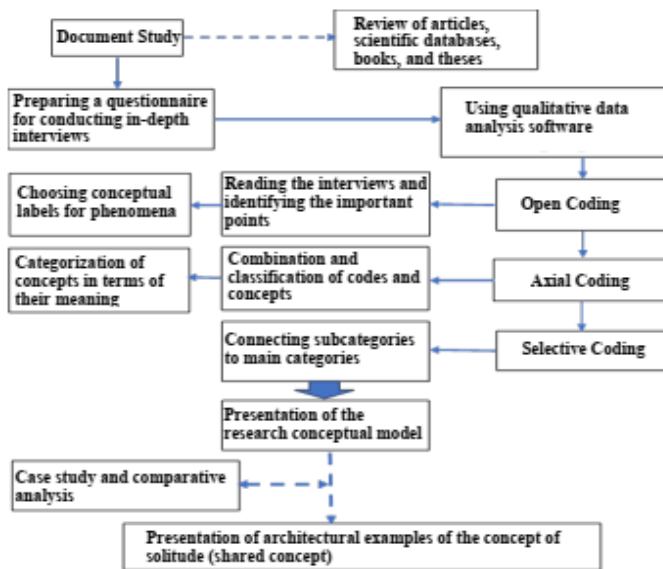 Document Study
Review of articles,
scientific databases,
books, and theses
Preparing a questionnaire
for conducting in-depth
interviews
Using qualitative data
analysis software
Choosing conceptual
labels for phenomena
Reading the interviews and
identifying the important
points
Open Coding
Categorization of
concepts in terms of
their meaning
Combination and
classification of codes and
concepts
Axial Coding
Connecting subcategories
to main categories
Selective Coding
Presentation of the
research conceptual model
Case study and comparative
analysis
Presentation of architectural examples of the concept of
solitude (shared concept)